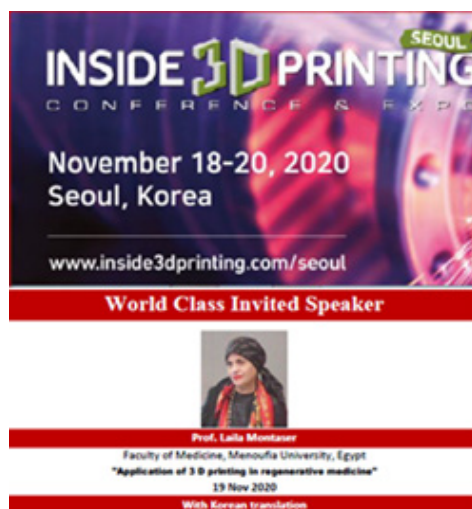 SEOUL
INSIDE 3D PRINTING
CONFERENCE & EXP
November 18-20, 2020
Seoul, Korea
www.inside3dprinting.com/seoul
World Class Invited Speaker
Prof. Laila Montaser
Faculty of Medicine, Menoufia University, Egypt
"Application of 3 D printing in regenerative medicine"
19 Nov 2020
With Korean translation